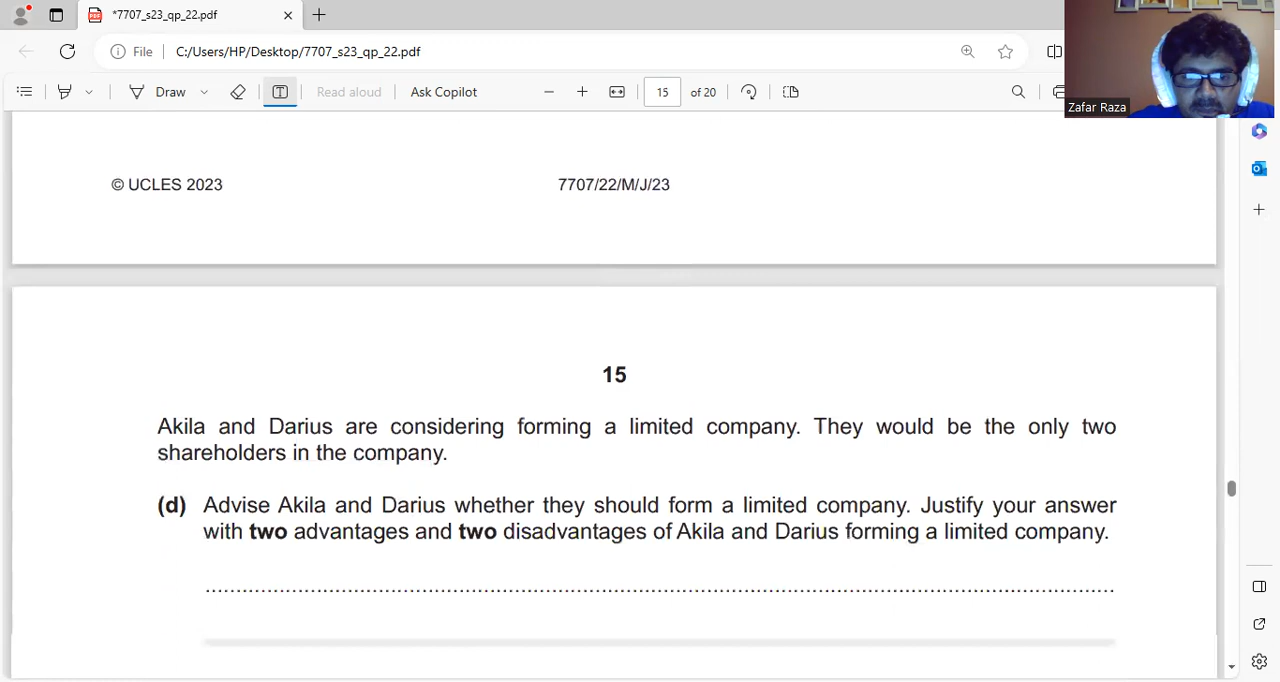 *7707_s23_qp_22.pdf
File
C:/Users/HP/Desktop/7707_s23_qp_22.pdf
Draw
Read aloud
Ask Copilot
15
of 20
Zafar Raza
© UCLES 2023
7707/22/M/J/23
15
Akila and Darius are considering forming a limited company. They would be the only two
shareholders in the company.
(d) Advise Akila and Darius whether they should form a limited company. Justify your answer
with two advantages and two disadvantages of Akila and Darius forming a limited company.